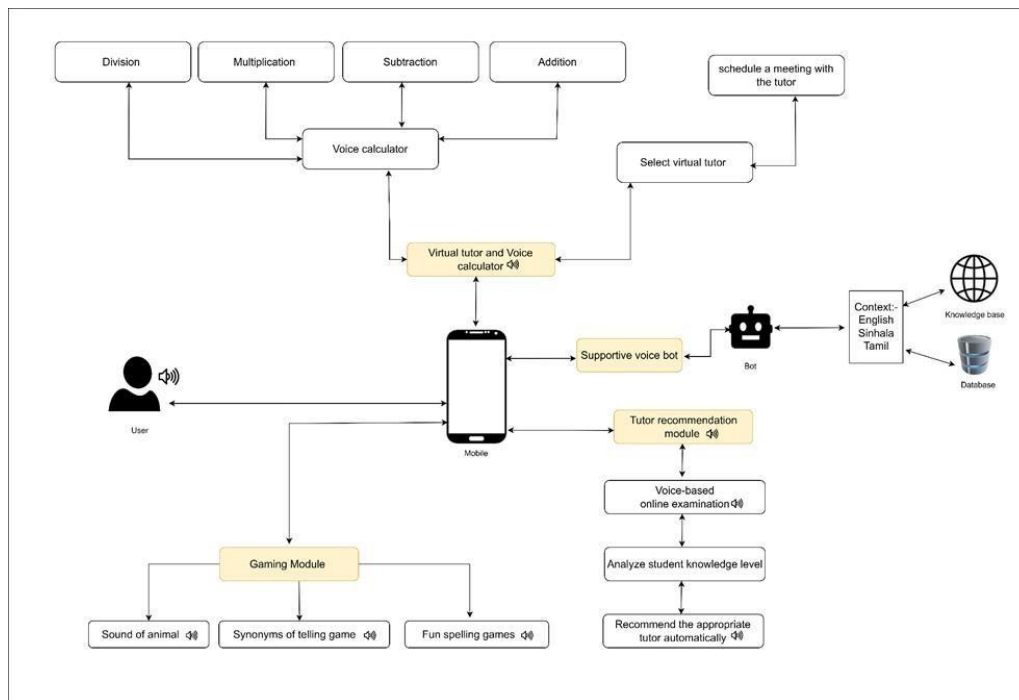 Division
Multiplication
Subtraction
Addition
schedule a meeting with
the tutor
Voice calculator
Select virtual tutor
Virtual tutor and Voice
calculator
Context:-
English
Sinhala
Tamil
Knowledge base
Supportive voice bot
Bot
Database
User
Mobile
Tutor recommendation
module
Voice-based
online examination
Gaming Module
Analyze student knowledge level
Sound of animal
Synonyms of telling game
Fun spelling games
Recommend the appropriate
tutor automatically